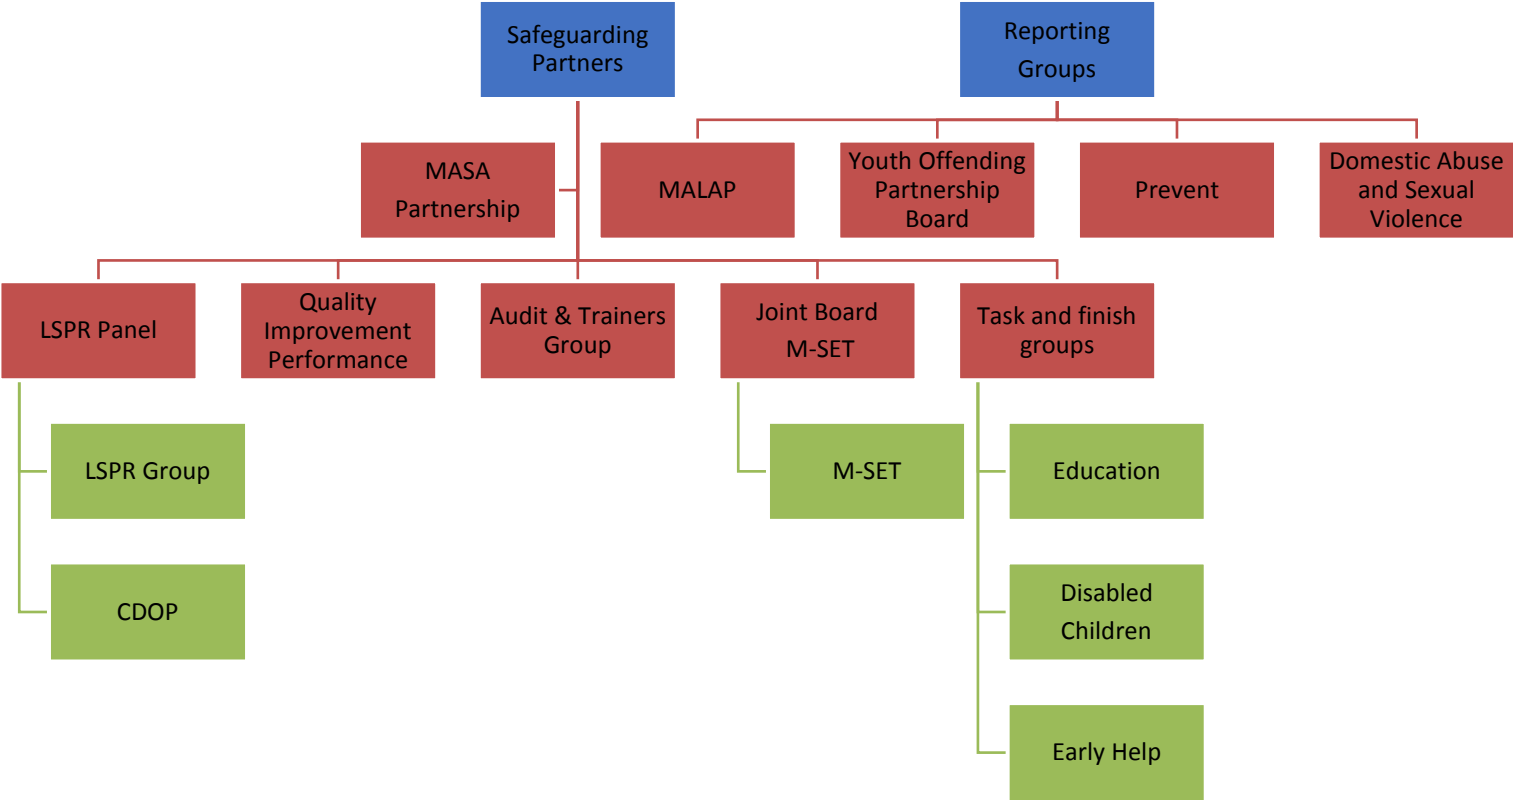 Safeguarding
Partners
Reporting
Groups
MASA
Partnership
MALAP
Youth Offending
Partnership
Board
Prevent
Domestic Abuse
and Sexual
Violence
LSPR Panel
Quality
Improvement
Performance
Audit & Trainers
Group
Joint Board
M-SET
Task and finish
groups
LSPR Group
M-SET
Education
CDOP
Disabled
Children
Early Help